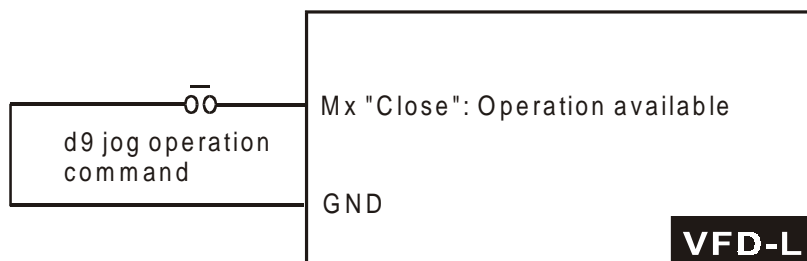 Mx "Close": Operation available
d9 jog operation
command
GND
VFD-L